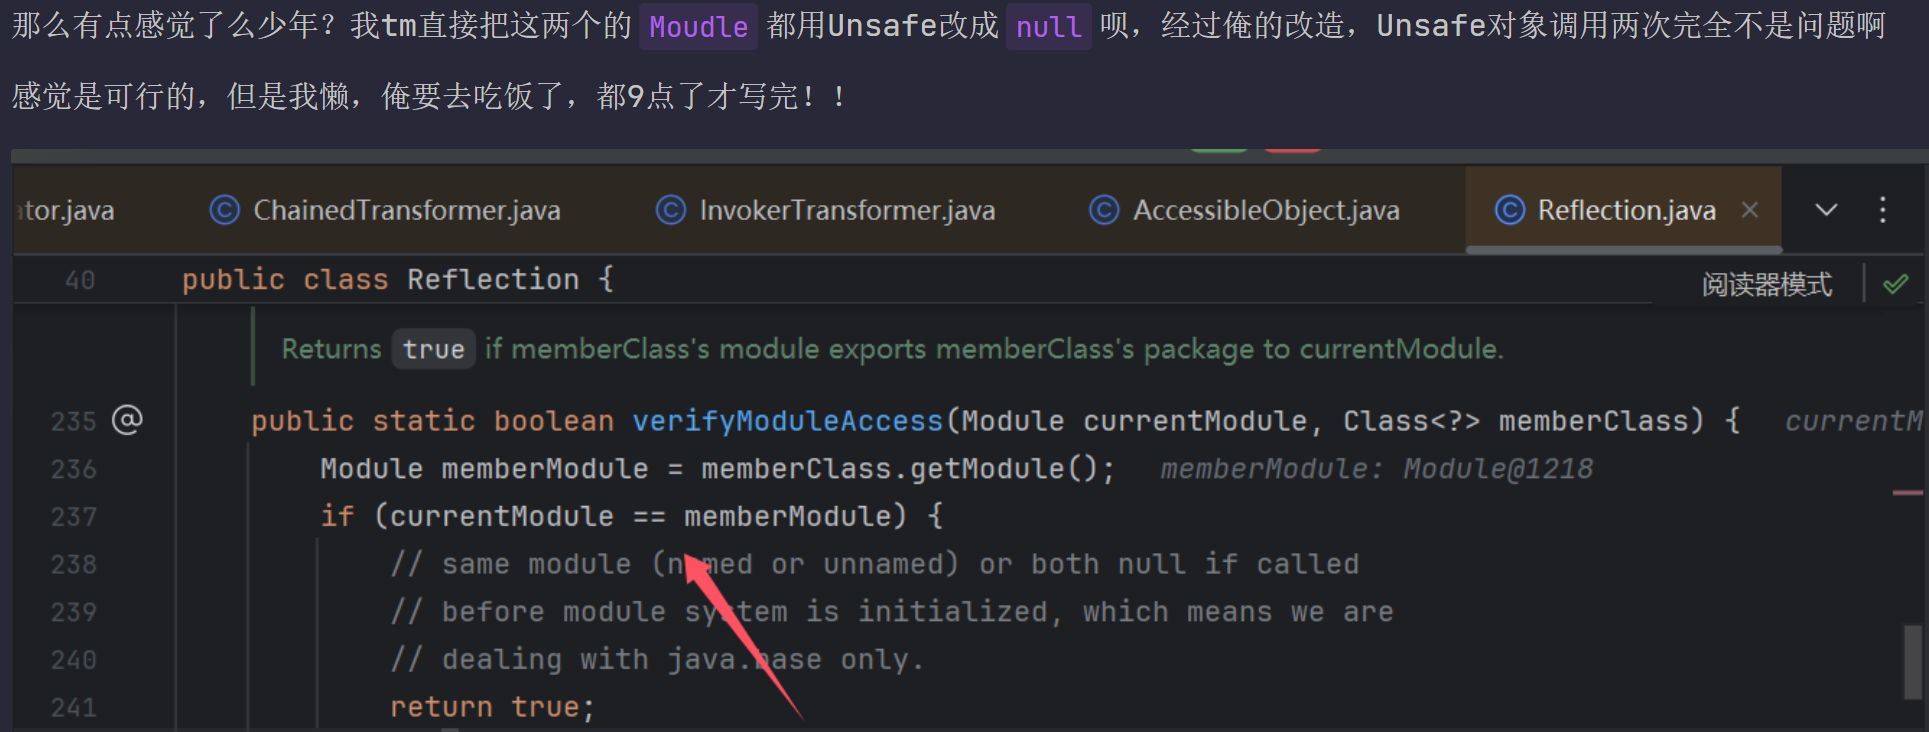 那么有点感觉了么少年？我tm直接把这两个的 Moudle 都用Unsafe改成 null 呗，经过俺的改造，Unsafe对象调用两次完全不是问题啊
感觉是可行的，但是我懒，俺要去吃饭了，都9点了才写完！！
ator.java ChainedTransformer.java InvokerTransformer.java AccessibleObject.java Reflection.java
40 public class Reflection {
阅读器模式
Returns true if memberClass's module exports memberClass's package to currentModule.
235 @ public static boolean verifyModuleAccess(Module currentModule, Class<?> memberClass) { currentM
236 Module memberModule = memberClass.getModule(); memberModule: Module@1218
237 if (currentModule == memberModule) {
238 // same module (named or unnamed) or both null if called
239 // before module system is initialized, which means we are
240 // dealing with java.base only.
241 return true;